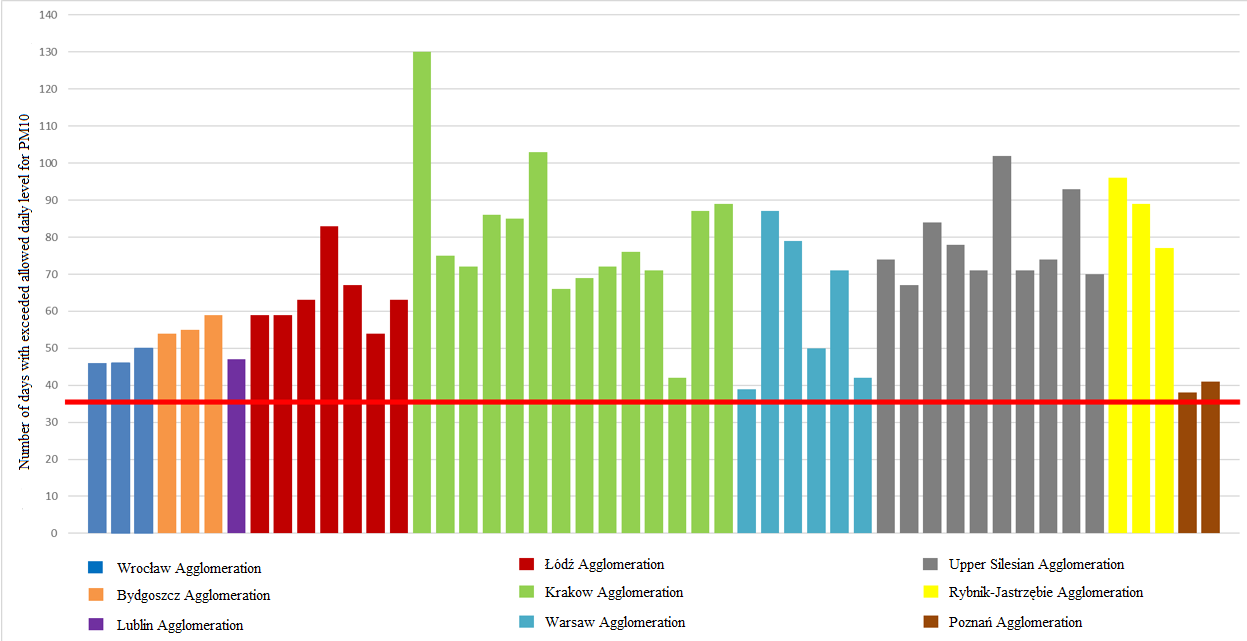 140
130
120
110
100
90
80
70
60
50
40
30
20
10
0
Number of days with exceeded allowed daily level for PM10
Wrocław Agglomeration
Bydgoszcz Agglomeration
Lublin Agglomeration
Łódź Agglomeration
Krakow Agglomeration
Warsaw Agglomeration
Upper Silesian Agglomeration
Rybnik-Jastrzębie Agglomeration
Poznań Agglomeration